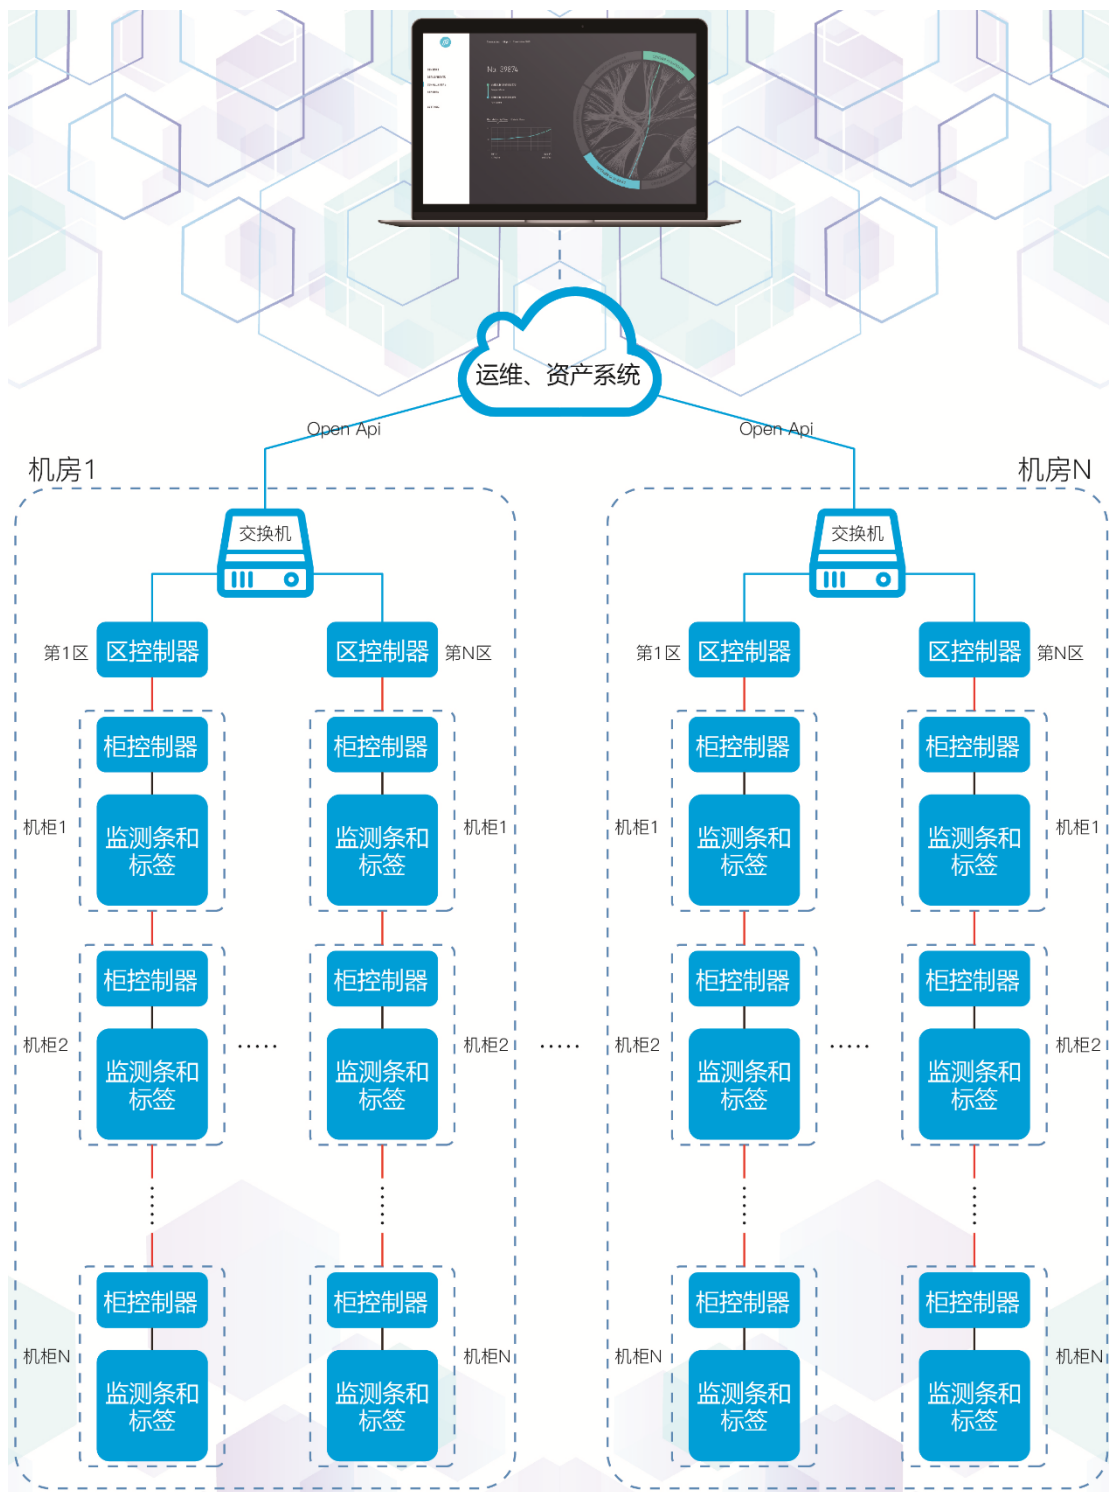 No. 39874
运维、资产系统
Open Api
Open Api
机房1
机房N
交换机
交换机
第1区
区控制器
区控制器
第N区
第1区
区控制器
区控制器
第N区
柜控制器
柜控制器
柜控制器
柜控制器
机柜1
监测条和
标签
监测条和
标签
机柜1
机柜1
监测条和
标签
监测条和
标签
机柜1
柜控制器
柜控制器
柜控制器
柜控制器
机柜2
监测条和
标签
·····
监测条和
标签
机柜2
·····
机柜2
监测条和
标签
·····
监测条和
标签
机柜2
柜控制器
柜控制器
柜控制器
柜控制器
机柜N
监测条和
标签
监测条和
标签
机柜N
机柜N
监测条和
标签
监测条和
标签
机柜N